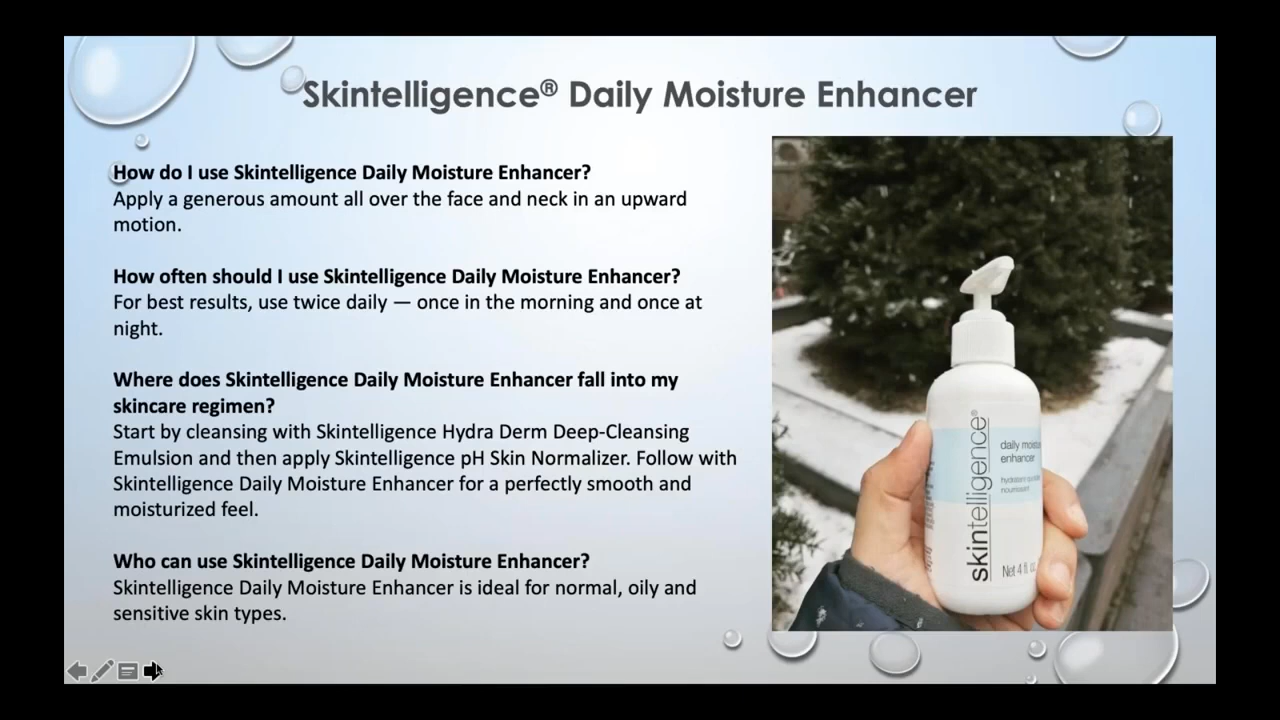 Skintelligence® Daily Moisture Enhancer
How do I use Skintelligence Daily Moisture Enhancer?
Apply a generous amount all over the face and neck in an upward
motion.
How often should I use Skintelligence Daily Moisture Enhancer?
For best results, use twice daily — once in the morning and once at
night.
Where does Skintelligence Daily Moisture Enhancer fall into my
skincare regimen?
Start by cleansing with Skintelligence Hydra Derm Deep-Cleansing
Emulsion and then apply Skintelligence pH Skin Normalizer. Follow with
Skintelligence Daily Moisture Enhancer for a perfectly smooth and
moisturized feel.
Who can use Skintelligence Daily Moisture Enhancer?
Skintelligence Daily Moisture Enhancer is ideal for normal, oily and
sensitive skin types.
skintelligence®
daily
enhancer
hydratant
nourrissant
Net 4 fl. oz.